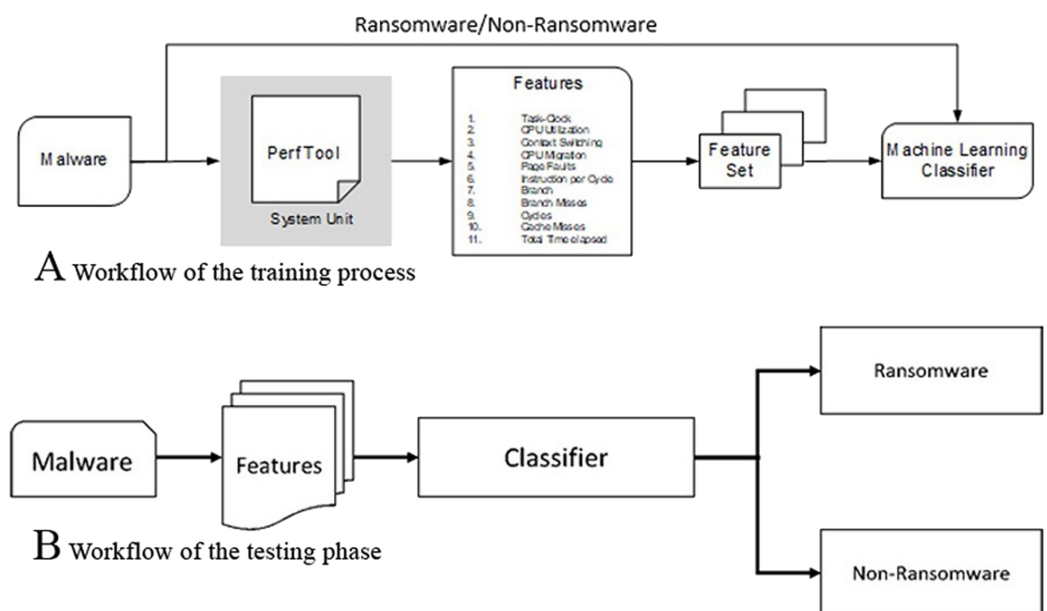 Ransomware/Non-Ransomware
Malware
PerfTool
System Unit
Features
1. Task-Clock
2. CPU Utilization
3. Context Switching
4. CPU Migration
5. Page Faults
6. Instruction per Cycle
7. Branch
8. Branch Misses
9. Cycles
10. Cache Misses
11. Total Time elapsed
Feature
Set
Machine Learning
Classifier
A Workflow of the training process
Malware
Features
Classifier
Ransomware
Non-Ransomware
B Workflow of the testing phase